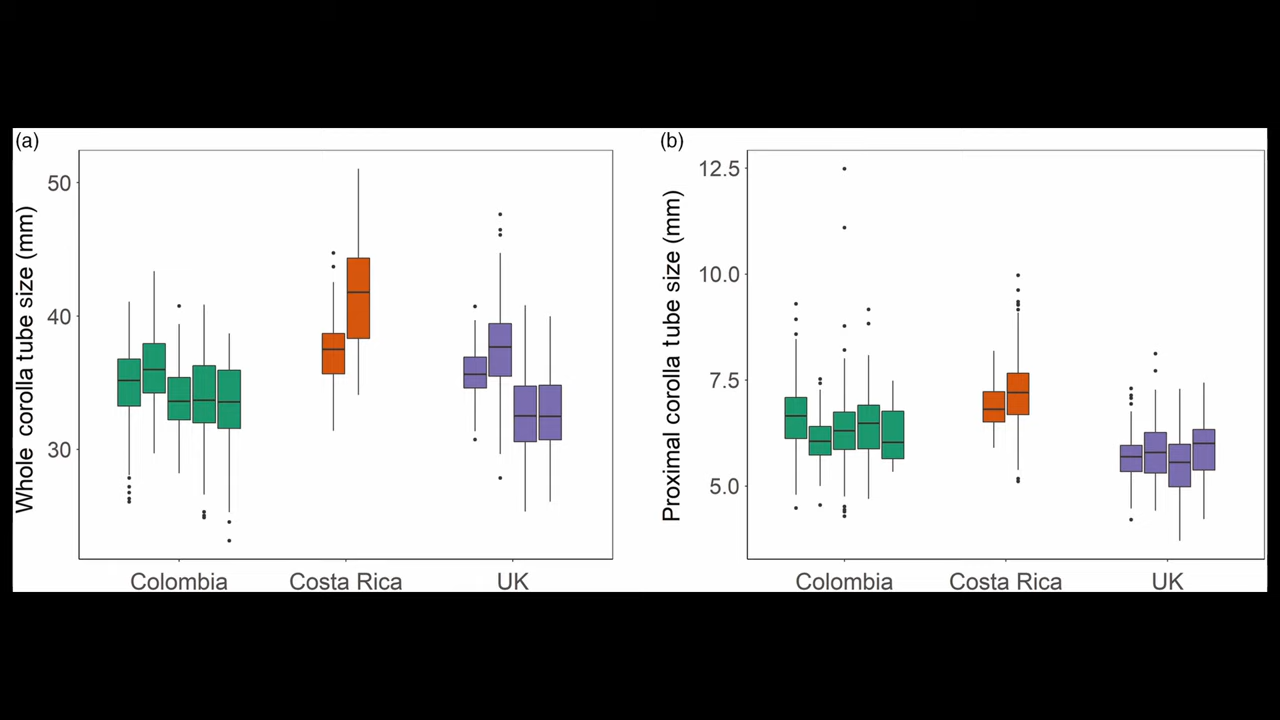 (a)
Whole corolla tube size (mm)
50
40
30
Colombia
Costa Rica
UK
(b)
Proximal corolla tube size (mm)
12.5
10.0
7.5
5.0
Colombia
Costa Rica
UK